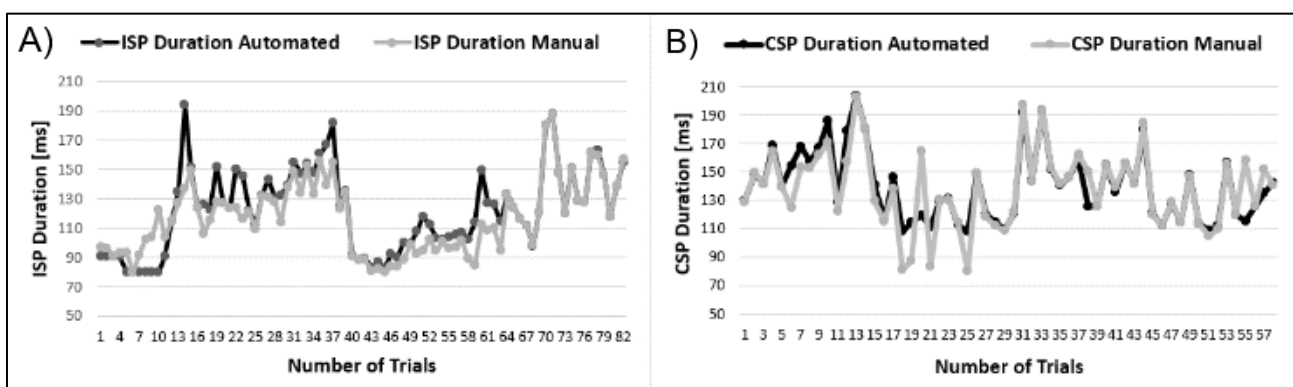 A) ISP Duration Automated ISP Duration Manual
210
190
170
150
130
110
90
70
50
ISP Duration [ms]
1 4 7 10 13 16 19 22 25 28 31 34 37 40 43 46 49 52 55 58 61 64 67 70 73 76 79 82
Number of Trials
B) CSP Duration Automated CSP Duration Manual
210
190
170
150
130
110
90
70
50
CSP Duration [ms]
1 3 5 7 9 11 13 15 17 19 21 23 25 27 29 31 33 35 37 39 41 43 45 47 49 51 53 55 57
Number of Trials